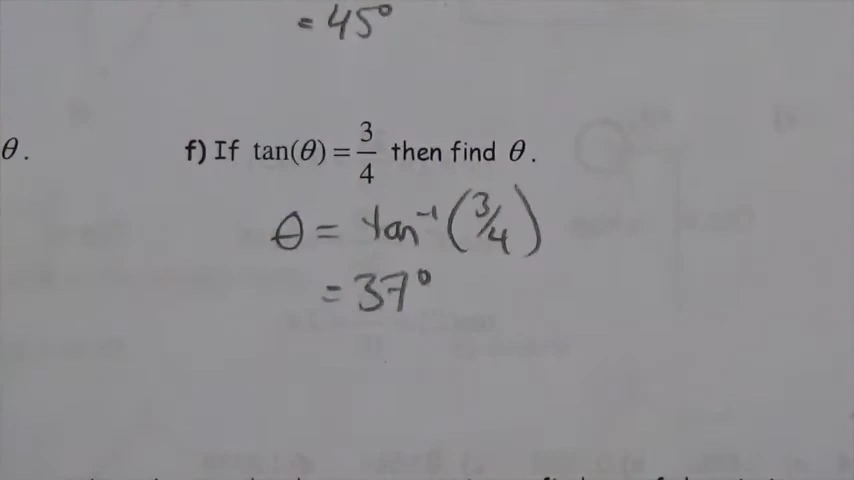 = 45°
θ.
f) If tan(θ) = 3/4 then find θ.
θ = tan⁻¹ (3/4)
= 37°